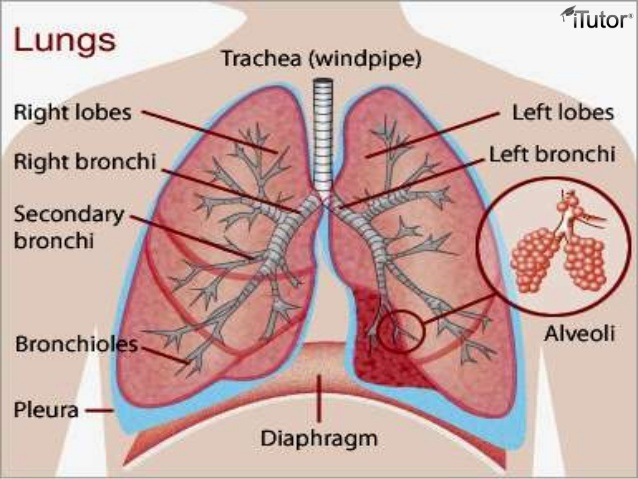 iTutor
Lungs
Trachea (windpipe)
Right lobes
Left lobes
Right bronchi
Left bronchi
Secondary
bronchi
Bronchioles
Alveoli
Pleura
Diaphragm